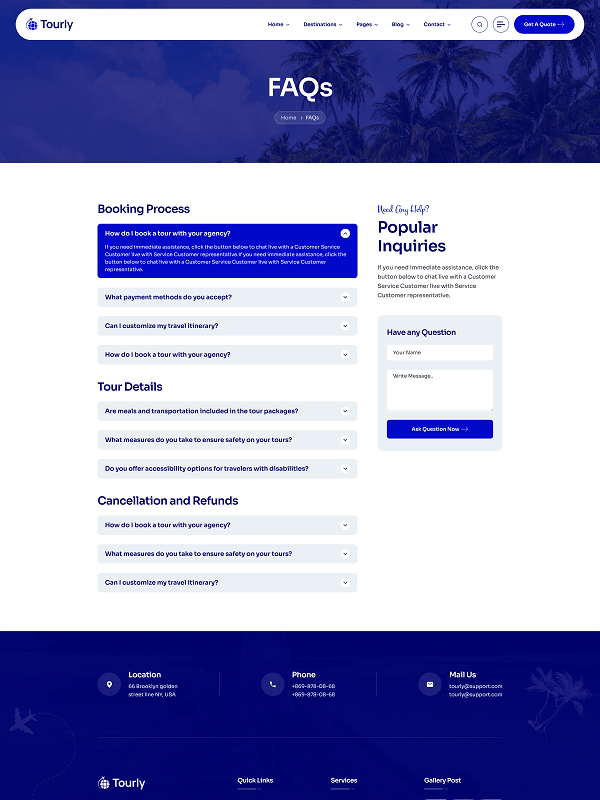 Tourly
Home
Destinations
Pages
Blog
Contact
Get A Quote
FAQs
Home > FAQs
Booking Process
How do I book a tour with your agency?
If you need immediate assistance, click the button below to chat live with a Customer Service
Customer live with Service Customer representative.If you need immediate assistance, click the
button below to chat live with a Customer Service Customer live with Service Customer
representative.
What payment methods do you accept?
Can I customize my travel itinerary?
How do I book a tour with your agency?
Tour Details
Are meals and transportation included in the tour packages?
What measures do you take to ensure safety on your tours?
Do you offer accessibility options for travelers with disabilities?
Cancellation and Refunds
How do I book a tour with your agency?
What measures do you take to ensure safety on your tours?
Can I customize my travel itinerary?
Need Any Help?
Popular
Inquiries
If you need immediate assistance, click the
button below to chat live with a Customer
Service Customer live with Service
Customer representative.
Have any Question
Your Name
Write Message..
Ask Question Now
Location
66 Brooklyn golden
street line NY, USA
Phone
+869-878-08-68
+869-878-08-68
Mail Us
tourly@support.com
tourly@support.com
Tourly
Quick Links
Services
Gallery Post